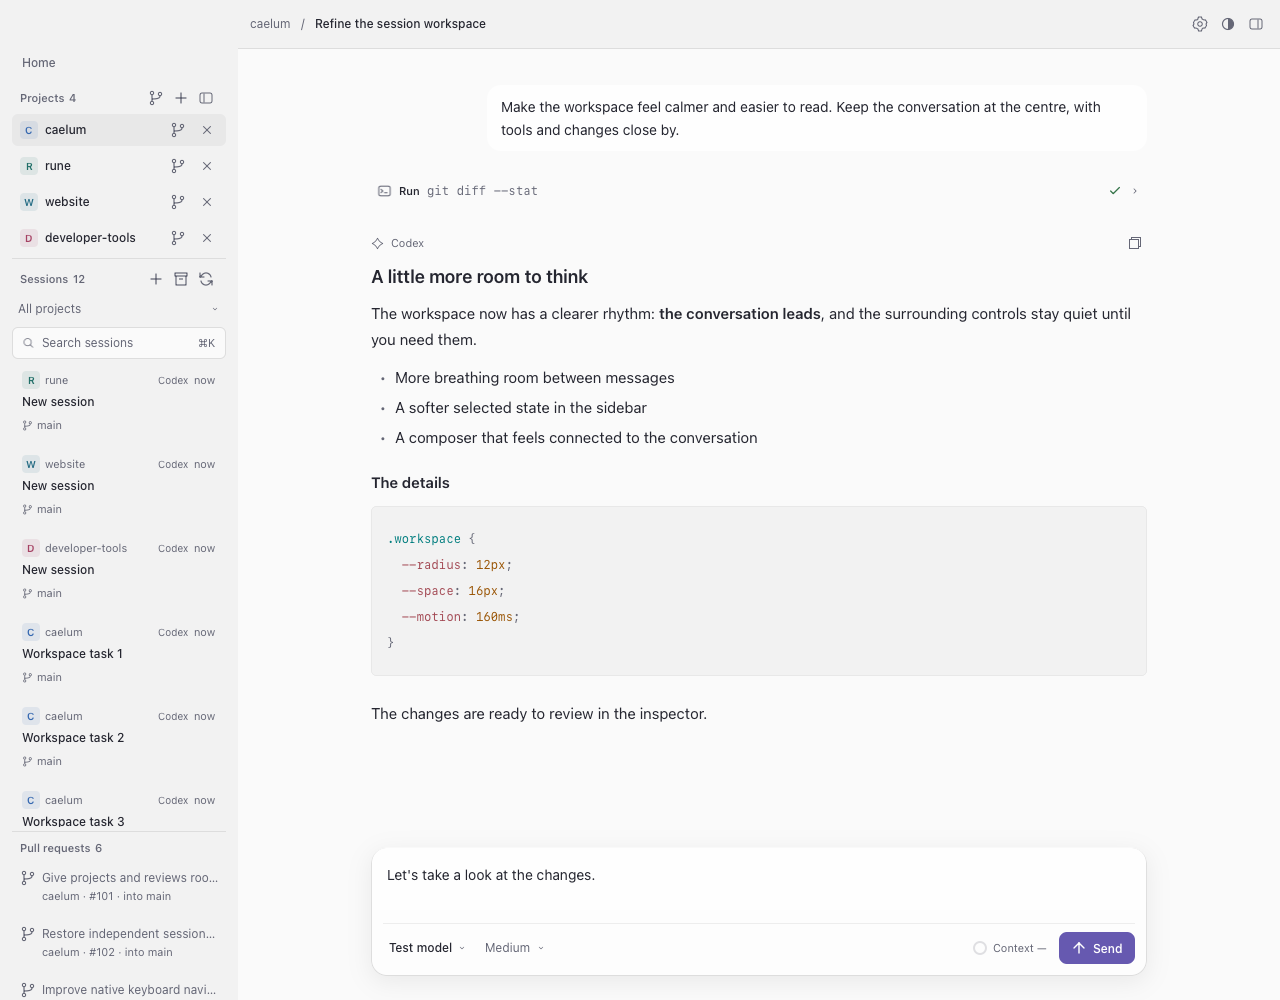 caelum / Refine the session workspace
Home
Projects 4
C caelum
R rune
W website
D developer-tools
Sessions 12
All projects
Search sessions ⌘K
R rune Codex now
New session
main
W website Codex now
New session
main
D developer-tools Codex now
New session
main
C caelum Codex now
Workspace task 1
main
C caelum Codex now
Workspace task 2
main
C caelum Codex now
Workspace task 3
Pull requests 6
Give projects and reviews roo...
caelum · #101 · into main
Restore independent session...
caelum · #102 · into main
Improve native keyboard navi...
Make the workspace feel calmer and easier to read. Keep the conversation at the centre, with
tools and changes close by.
Run git diff --stat
Codex
A little more room to think
The workspace now has a clearer rhythm: the conversation leads, and the surrounding controls stay quiet until
you need them.
• More breathing room between messages
• A softer selected state in the sidebar
• A composer that feels connected to the conversation
The details
.workspace {
--radius: 12px;
--space: 16px;
--motion: 160ms;
}
The changes are ready to review in the inspector.
Let's take a look at the changes.
Test model Medium Context — Send